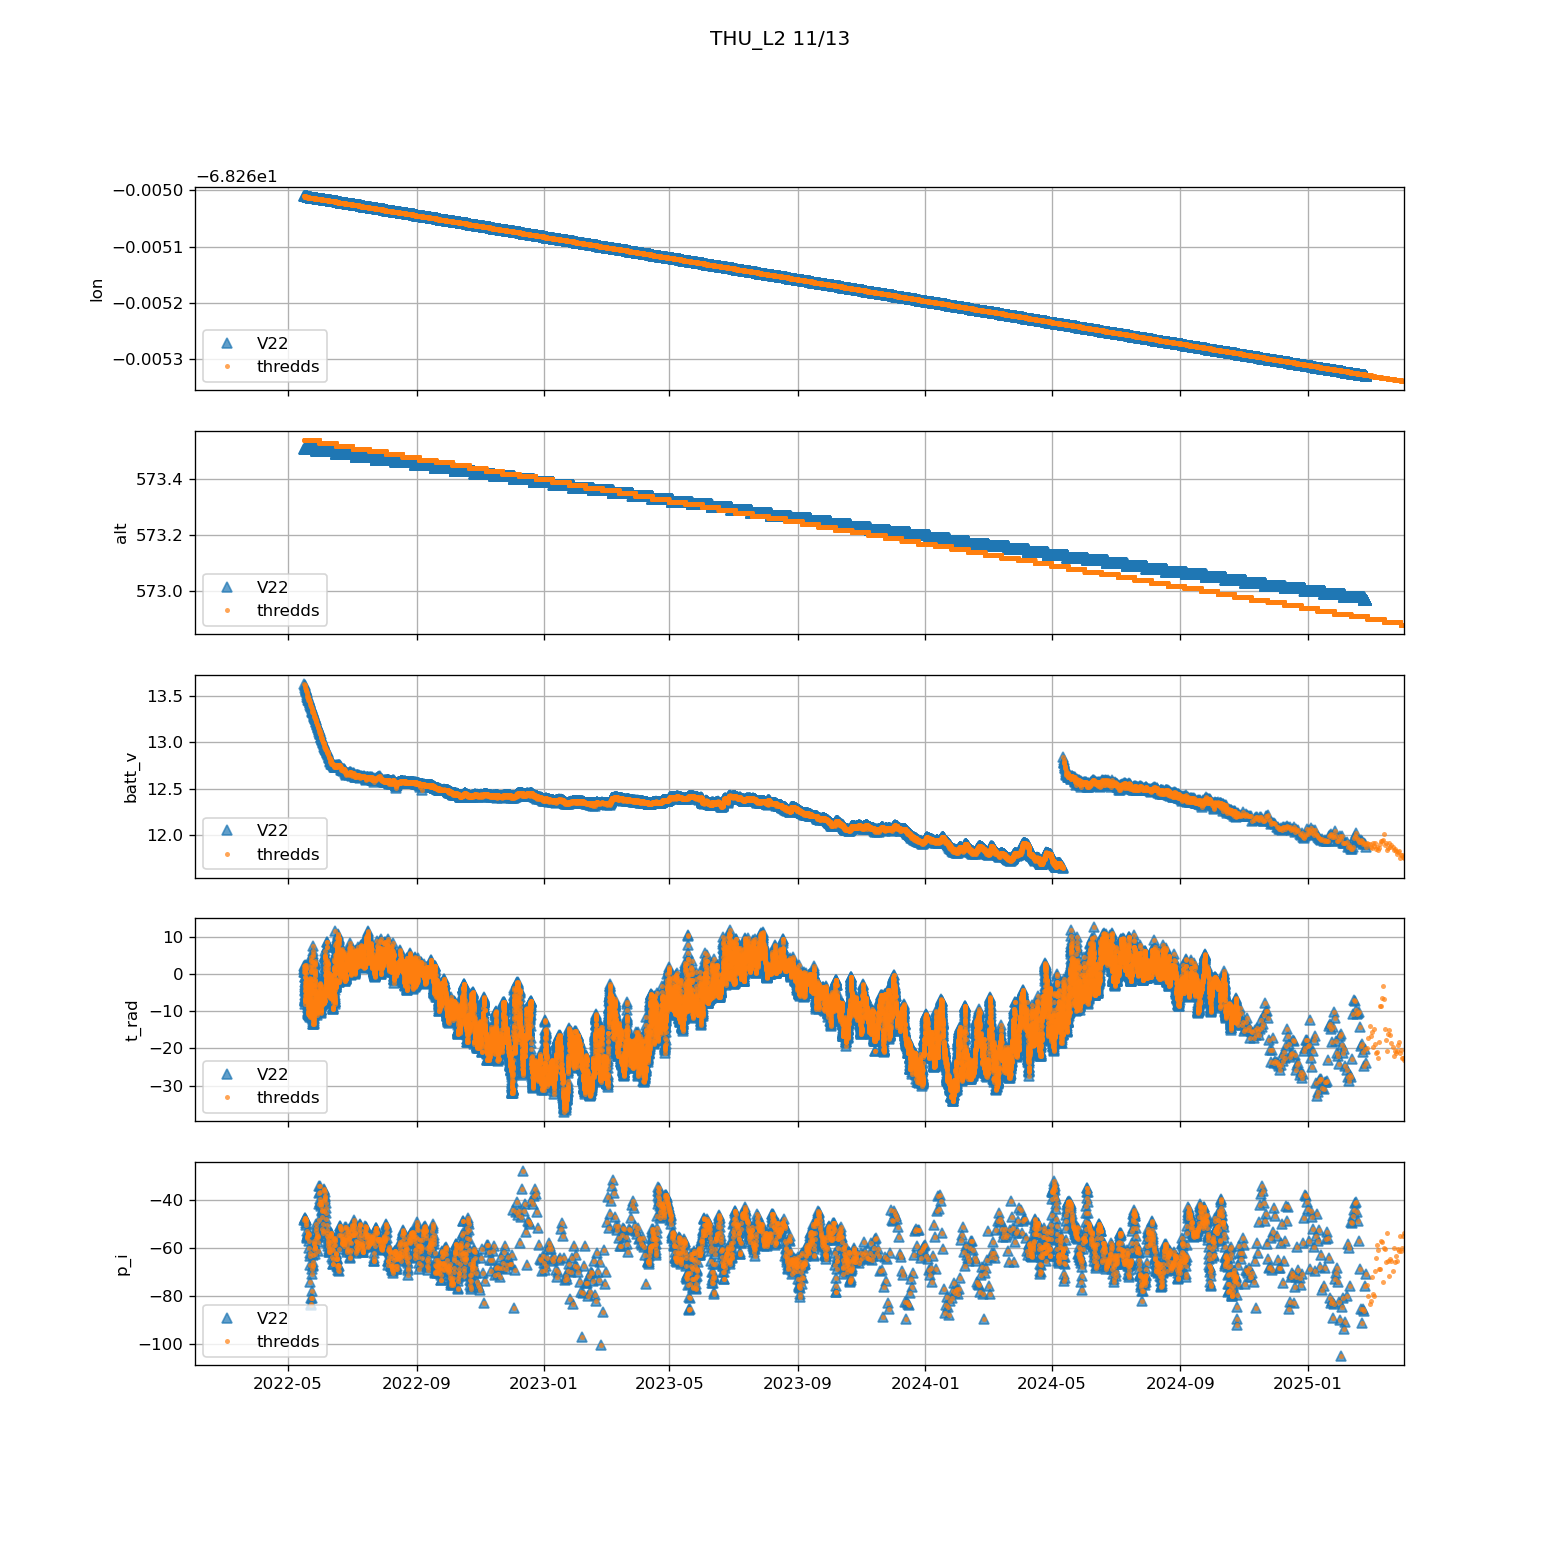 THU_L2 11/13
−6.826e1
−0.0050
−0.0051
−0.0052
−0.0053
lon
V22
thredds
573.4
573.2
573.0
alt
V22
thredds
13.5
13.0
12.5
12.0
batt_v
V22
thredds
10
0
−10
−20
−30
t_rad
V22
thredds
−40
−60
−80
−100
p_i
V22
thredds
2022-05 2022-09 2023-01 2023-05 2023-09 2024-01 2024-05 2024-09 2025-01